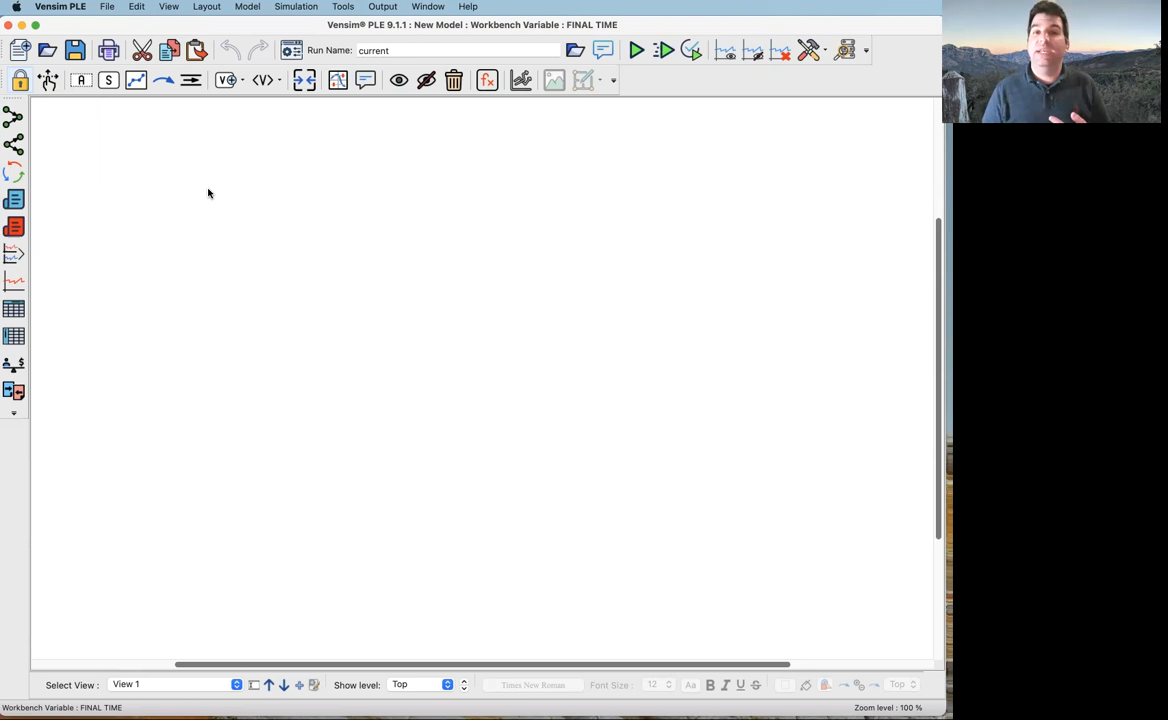 Vensim PLE File Edit View Layout Model Simulation Tools Output Window Help
Vensim® PLE 9.1.1 : New Model : Workbench Variable : FINAL TIME
Run Name: current
A S V <V> fx
Select View : View 1 Show level: Top Times New Roman Font Size : 12 Aa B I U S Top
Workbench Variable : FINAL TIME Zoom level : 100 %